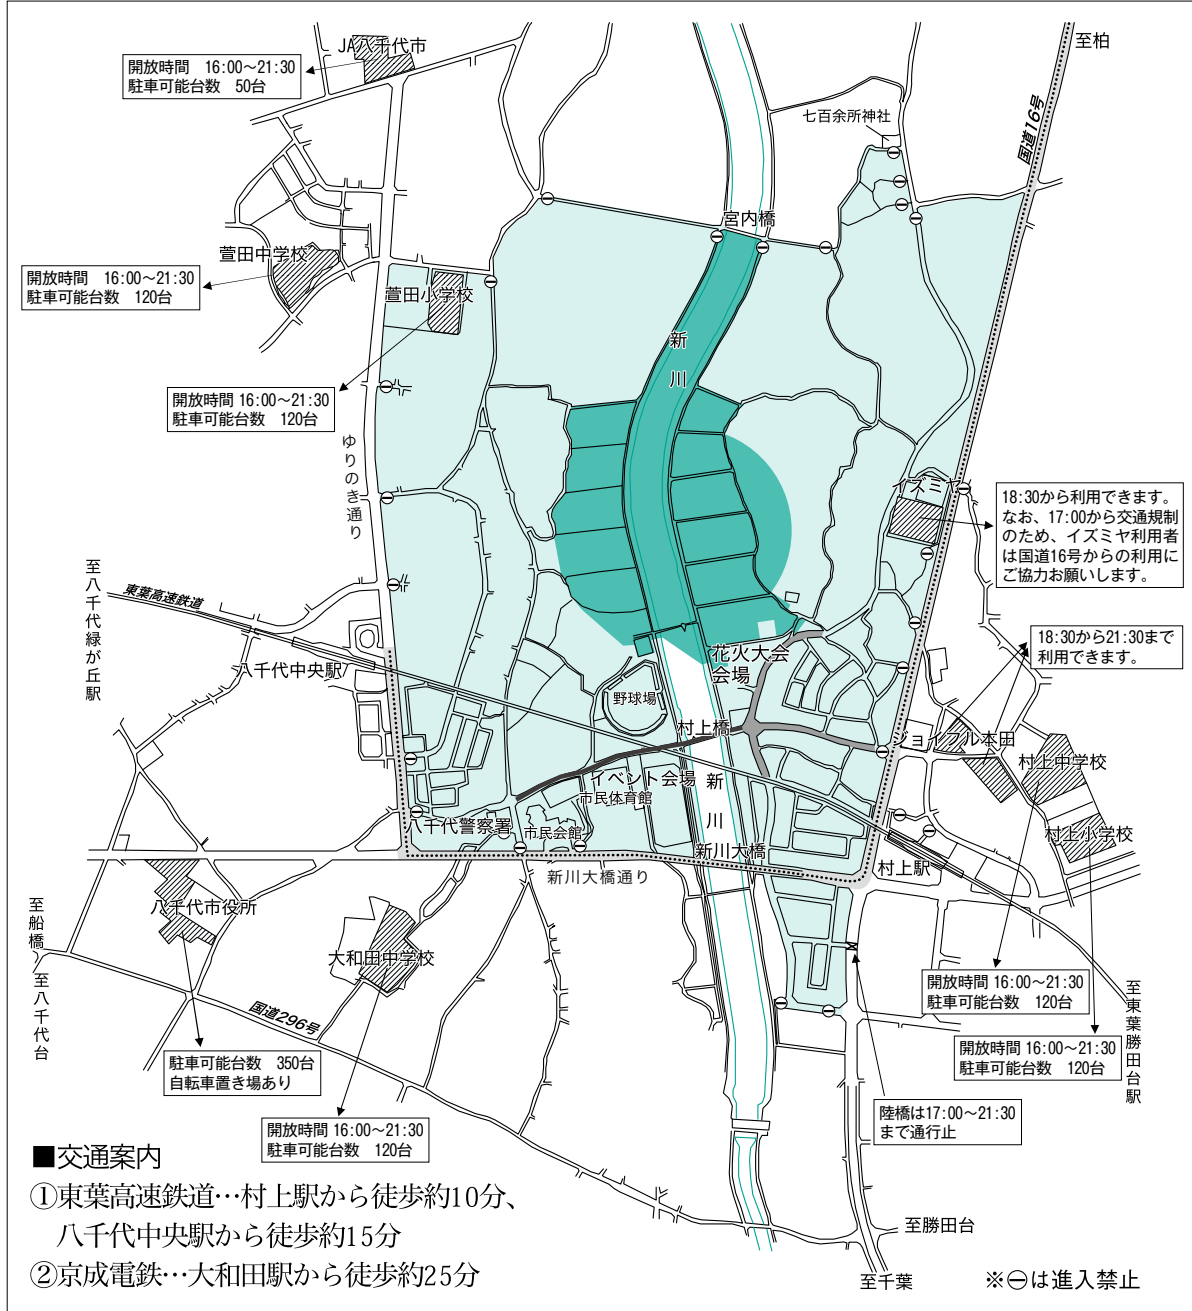 JA八千代市
開放時間　16:00〜21:30
駐車可能台数　50台
至柏
国道16号
七百余所神社
宮内橋
萱田中学校
開放時間　16:00〜21:30
駐車可能台数　120台
萱田小学校
開放時間 16:00〜21:30
駐車可能台数　120台
新川
ゆりのき通り
イズミヤ
18:30から利用できます。
なお、17:00から交通規制
のため、イズミヤ利用者
は国道16号からの利用に
ご協力お願いします。
至八千代緑が丘駅
東葉高速鉄道
八千代中央駅
花火大会
会場
18:30から21:30まで
利用できます。
野球場
村上橋
ジョイフル本田
村上中学校
イベント会場
市民体育館
新川
八千代警察署
市民会館
新川大橋
村上小学校
村上駅
新川大橋通り
至船橋
八千代市役所
大和田中学校
至八千代台
国道296号
開放時間 16:00〜21:30
駐車可能台数　120台
至東葉勝田台駅
開放時間 16:00〜21:30
駐車可能台数　120台
駐車可能台数　350台
自転車置き場あり
開放時間 16:00〜21:30
駐車可能台数　120台
陸橋は17:00〜21:30
まで通行止
■交通案内
①東葉高速鉄道…村上駅から徒歩約10分、
八千代中央駅から徒歩約15分
②京成電鉄…大和田駅から徒歩約25分
至勝田台
至千葉
※⊖は進入禁止